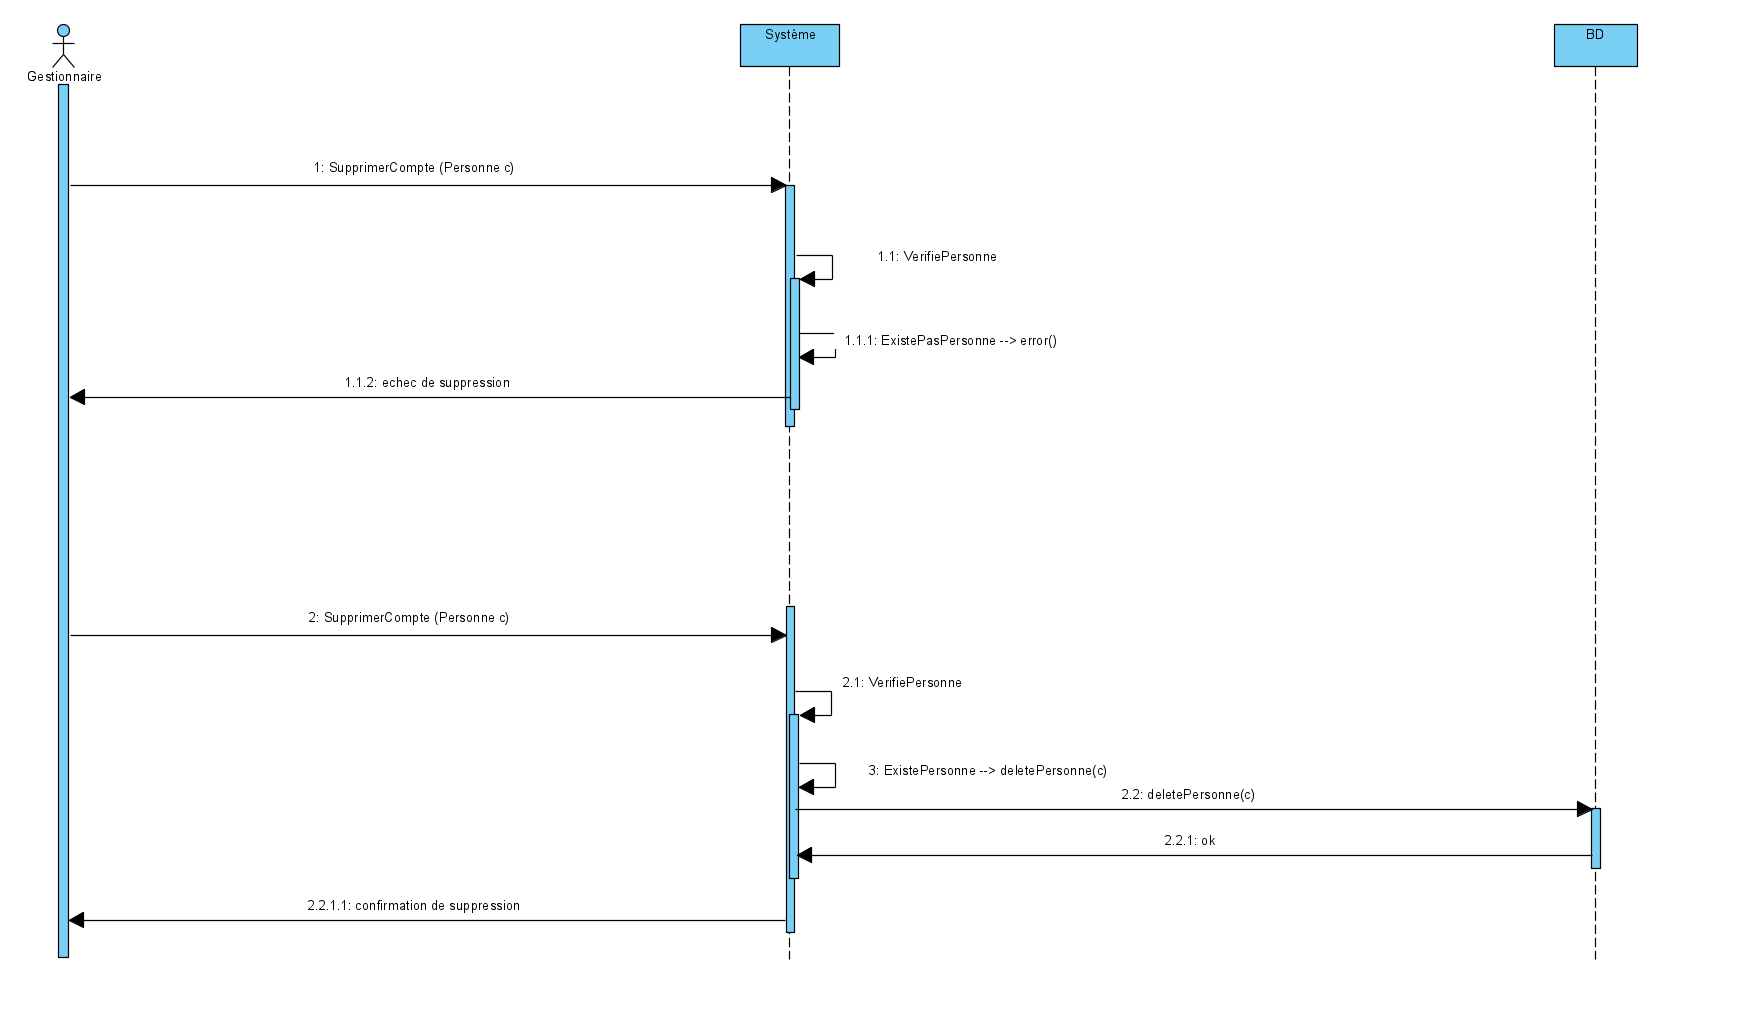 Gestionnaire
Système
BD
1: SupprimerCompte (Personne c)
1.1: VerifiePersonne
1.1.1: ExistePasPersonne --> error()
1.1.2: echec de suppression
2: SupprimerCompte (Personne c)
2.1: VerifiePersonne
3: ExistePersonne --> deletePersonne(c)
2.2: deletePersonne(c)
2.2.1: ok
2.2.1.1: confirmation de suppression